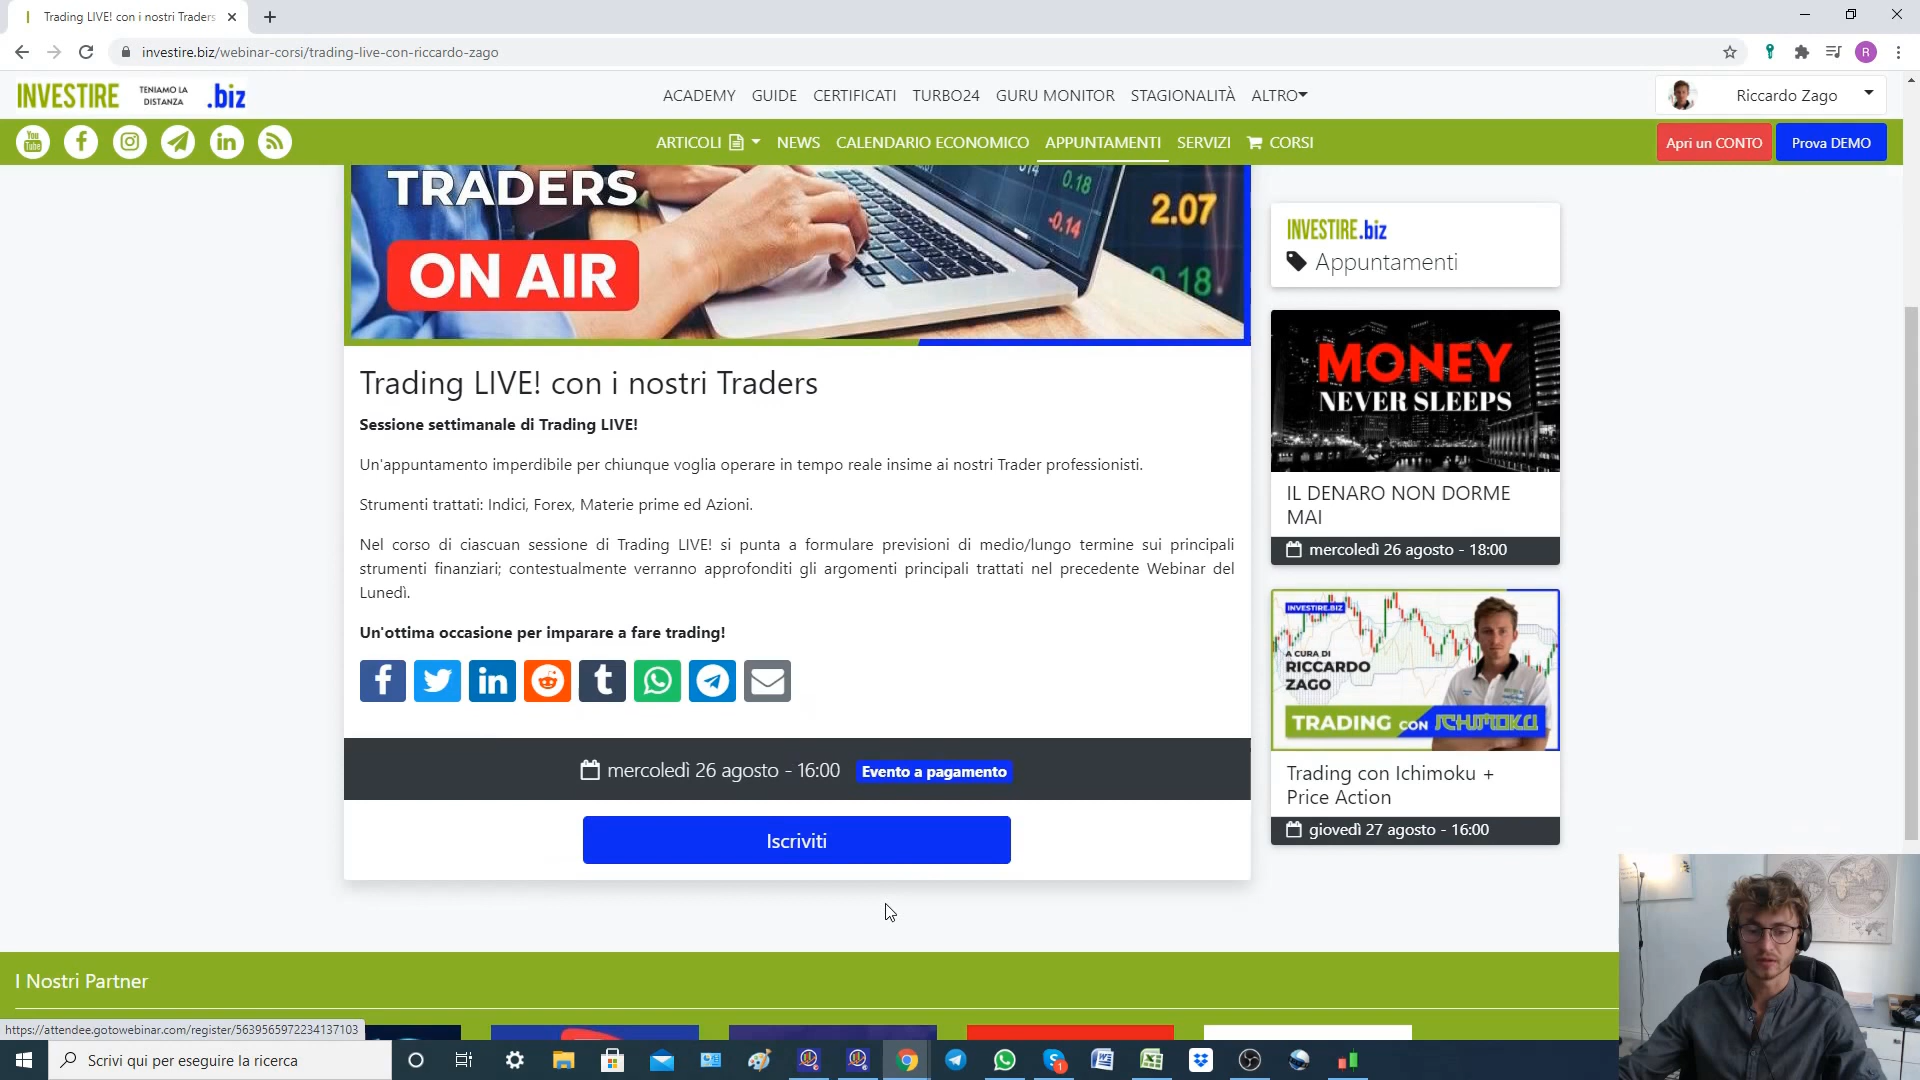 Trading LIVE! con i nostri Traders
investire.biz/webinar-corsi/trading-live-con-riccardo-zago
R
INVESTIRE TENIAMO LA DISTANZA .biz
ACADEMY GUIDE CERTIFICATI TURBO24 GURU MONITOR STAGIONALITÀ ALTRO
Riccardo Zago
You Tube
ARTICOLI NEWS CALENDARIO ECONOMICO APPUNTAMENTI SERVIZI CORSI
Apri un CONTO Prova DEMO
TRADERS
ON AIR
0.18
-0.14
2.07
0.18
Trading LIVE! con i nostri Traders
Sessione settimanale di Trading LIVE!
Un'appuntamento imperdibile per chiunque voglia operare in tempo reale insime ai nostri Trader professionisti.
Strumenti trattati: Indici, Forex, Materie prime ed Azioni.
Nel corso di ciascuan sessione di Trading LIVE! si punta a formulare previsioni di medio/lungo termine sui principali
strumenti finanziari; contestualmente verranno approfonditi gli argomenti principali trattati nel precedente Webinar del
Lunedì.
Un'ottima occasione per imparare a fare trading!
mercoledì 26 agosto - 16:00 Evento a pagamento
Iscriviti
INVESTIRE.biz
Appuntamenti
MONEY
NEVER SLEEPS
IL DENARO NON DORME
MAI
mercoledì 26 agosto - 18:00
INVESTIRE.BIZ
A CURA DI
RICCARDO
ZAGO
TRADING CON ICHIMOKU
Trading con Ichimoku +
Price Action
giovedì 27 agosto - 16:00
I Nostri Partner
https://attendee.gotowebinar.com/register/5639565972234137103
Scrivi qui per eseguire la ricerca